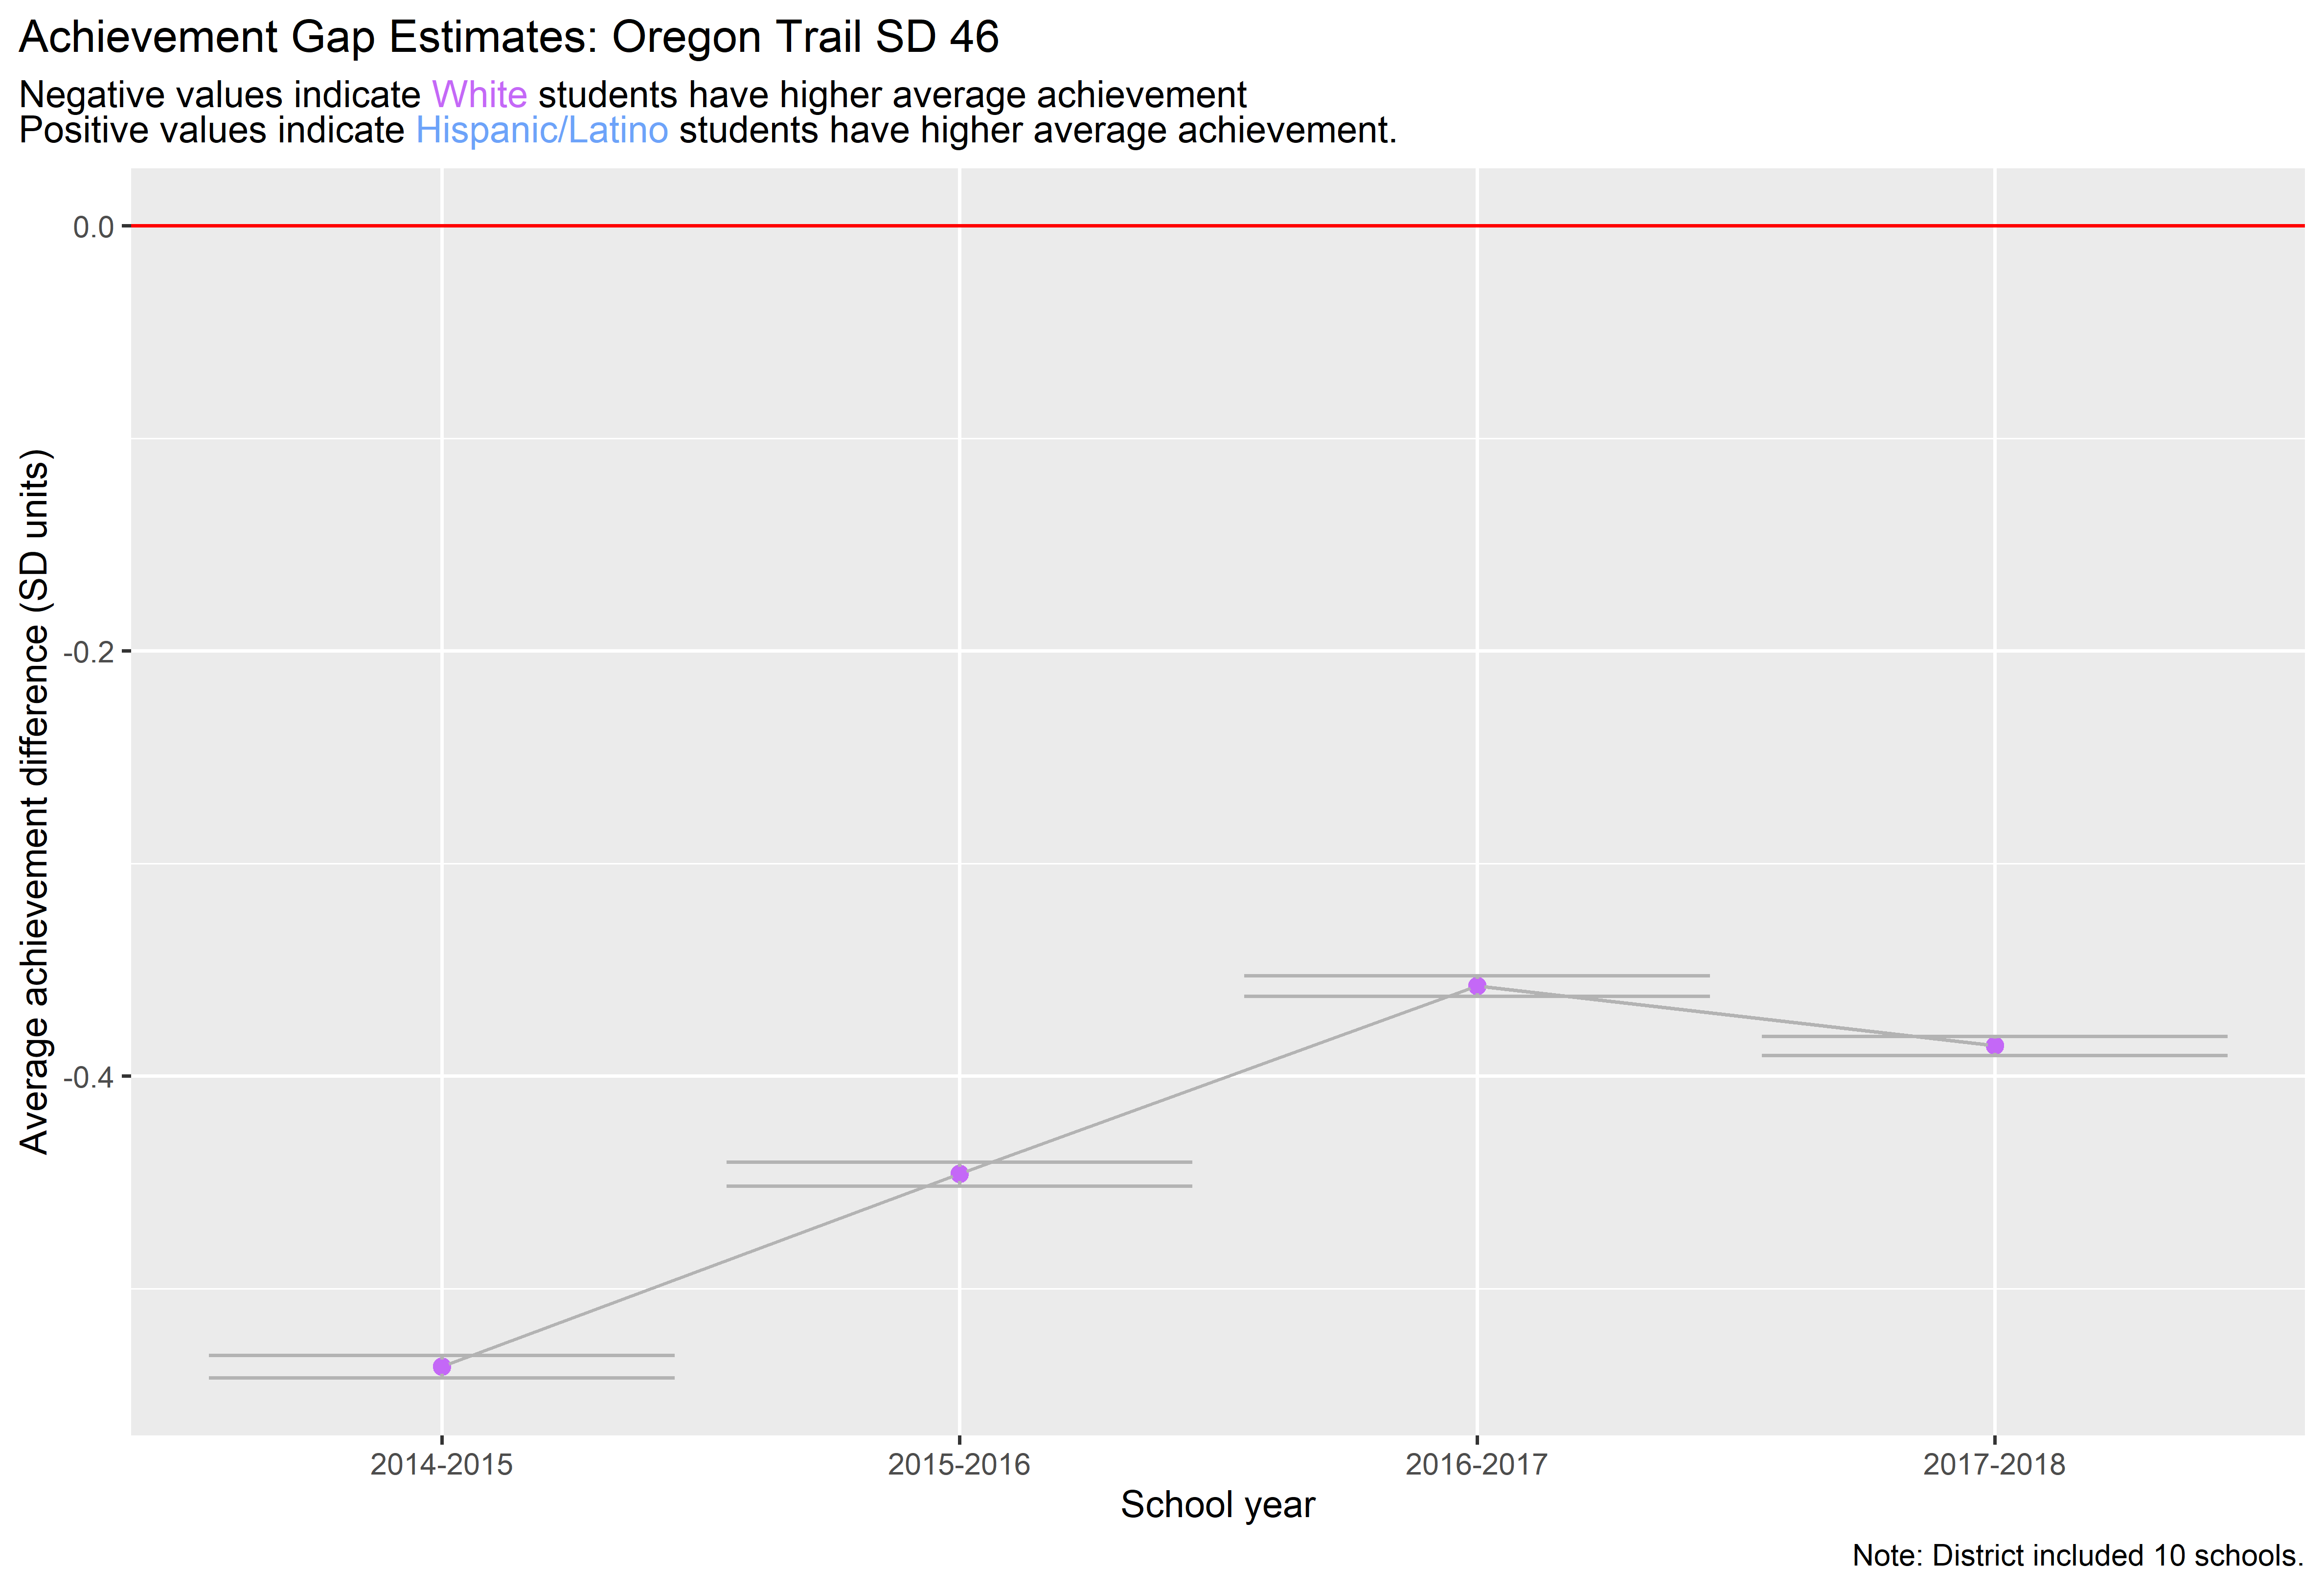 Achievement Gap Estimates: Oregon Trail SD 46
Negative values indicate White students have higher average achievement
Positive values indicate Hispanic/Latino students have higher average achievement.
Average achievement difference (SD units)
0.0
-0.2
-0.4
2014-2015
2015-2016
2016-2017
2017-2018
School year
Note: District included 10 schools.